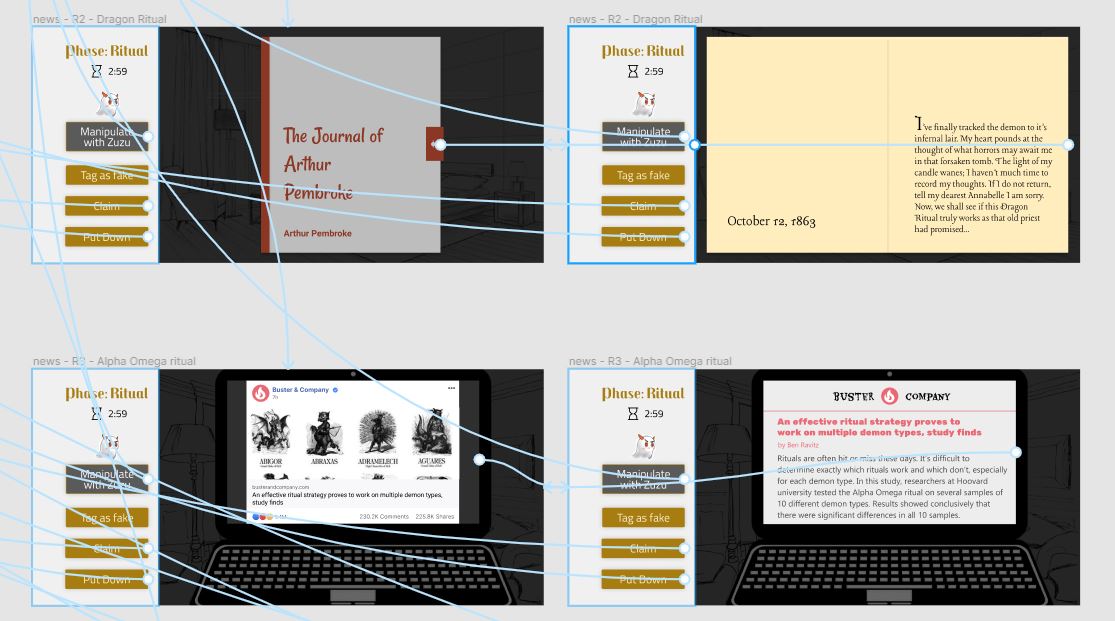 news - R2 - Dragon Ritual
Phase: Ritual
2:59
Manipulate
with Zuzu
Tag as fake
Claim
Put Down
The Journal of
Arthur
Pembroke
Arthur Pembroke
news - R2 - Dragon Ritual
Phase: Ritual
2:59
Manipulate
with Zuzu
Tag as fake
Claim
Put Down
October 12, 1863
I've finally tracked the demon to it's
infernal lair. My heart pounds at the
thought of what horrors may await me
in that forsaken tomb. The light of my
candle wanes; I haven't much time to
record my thoughts. If I do not return,
tell my dearest Annabelle I am sorry.
Now, we shall see if this Dragon
Ritual truly works as that old priest
had promised...
news - R3 - Alpha Omega ritual
Phase: Ritual
2:59
Manipulate
with Zuzu
Tag as fake
Claim
Put Down
Buster & Company
7h
ABIGOR
ABRAXAS
ADRAMELECH
AGUARES
busterandcompany.com
An effective ritual strategy proves to work on multiple demon types,
study finds
230.2K Comments 225.8K Shares
news - R3 - Alpha Omega ritual
Phase: Ritual
2:59
Manipulate
with Zuzu
Tag as fake
Claim
Put Down
BUSTER COMPANY
An effective ritual strategy proves to
work on multiple demon types, study finds
by Ben Ravitz
Rituals are often hit or miss these days. It's difficult to
determine exactly which rituals work and which don't, especially
for each demon type. In this study, researchers at Hoovard
university tested the Alpha Omega ritual on several samples of
10 different demon types. Results showed conclusively that
there were significant differences in all 10 samples.